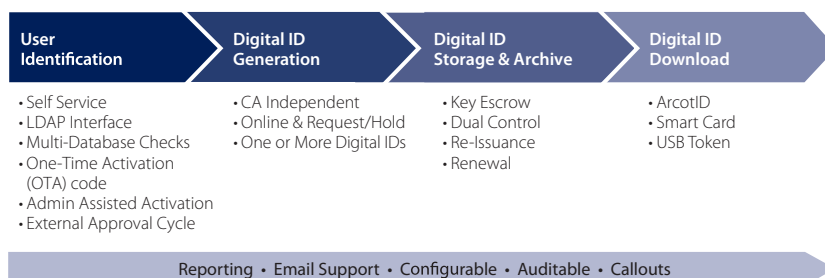 User
Identification
Digital ID
Generation
Digital ID
Storage & Archive
Digital ID
Download
• Self Service
• LDAP Interface
• Multi-Database Checks
• One-Time Activation
(OTA) code
• Admin Assisted Activation
• External Approval Cycle
• CA Independent
• Online & Request/Hold
• One or More Digital IDs
• Key Escrow
• Dual Control
• Re-Issuance
• Renewal
• ArcotID
• Smart Card
• USB Token
Reporting • Email Support • Configurable • Auditable • Callouts